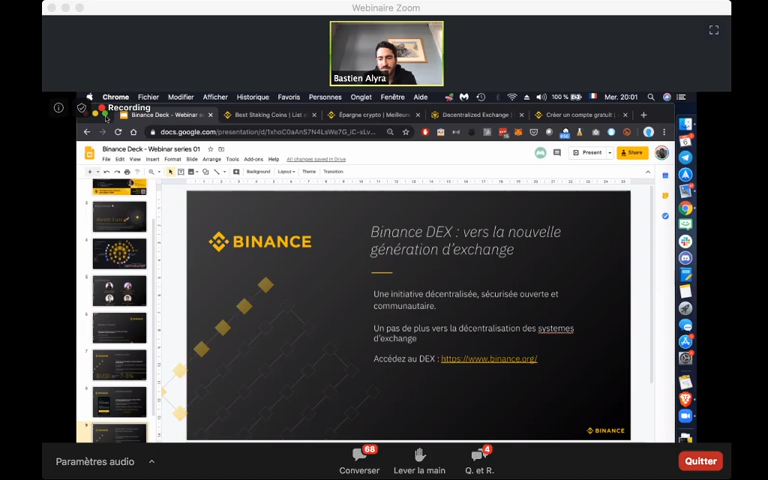 Webinaire Zoom
Bastien Alyra
Chrome Fichier Modifier Afficher Historique Favoris Personnes Onglet Fenêtre Aide
100 % Mer. 20:01
Recording
Binance Deck - Webinar s
Best Staking Coins | List o
Épargne crypto | Meilleur
Decentralized Exchange
Créer un compte gratuit
docs.google.com/presentation/d/
Binance Deck - Webinar series 01
File Edit View Insert Format Slide Arrange Tools Add-ons Help All changes saved in Drive
Present
Share
Background Layout Theme Transition
BINANCE
Binance DEX : vers la nouvelle
génération d'exchange
Une initiative décentralisée, sécurisée ouverte et
communautaire.
Un pas de plus vers la décentralisation des systemes
d'exchange
Accédez au DEX : https://www.binance.org/
BINANCE
Paramètres audio
68
Converser
Lever la main
4
Q. et R.
Quitter